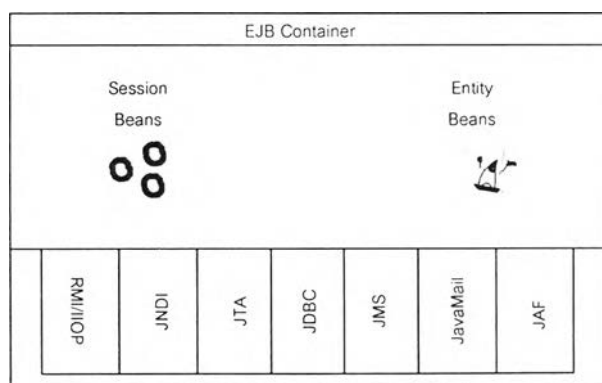 EJB Container
Session
Beans
Entity
Beans
RMI/IIOP
JNDI
JTA
JDBC
JMS
JavaMail
JAF